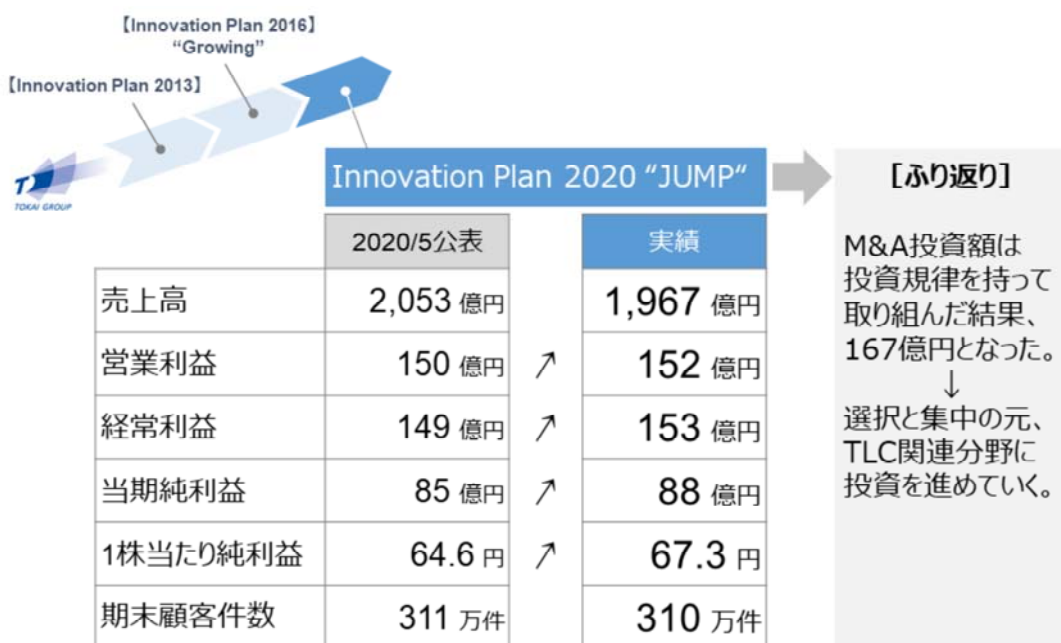 【Innovation Plan 2016】
“Growing”
【Innovation Plan 2013】
TOKAI GROUP
Innovation Plan 2020 “JUMP“
[ふり返り]
2020/5公表 実績
売上高 2,053 億円 1,967 億円
営業利益 150 億円 ↗ 152 億円
経常利益 149 億円 ↗ 153 億円
当期純利益 85 億円 ↗ 88 億円
1株当たり純利益 64.6 円 ↗ 67.3 円
期末顧客件数 311 万件 310 万件
M&A投資額は
投資規律を持って
取り組んだ結果、
167億円となった。
↓
選択と集中の元、
TLC関連分野に
投資を進めていく。